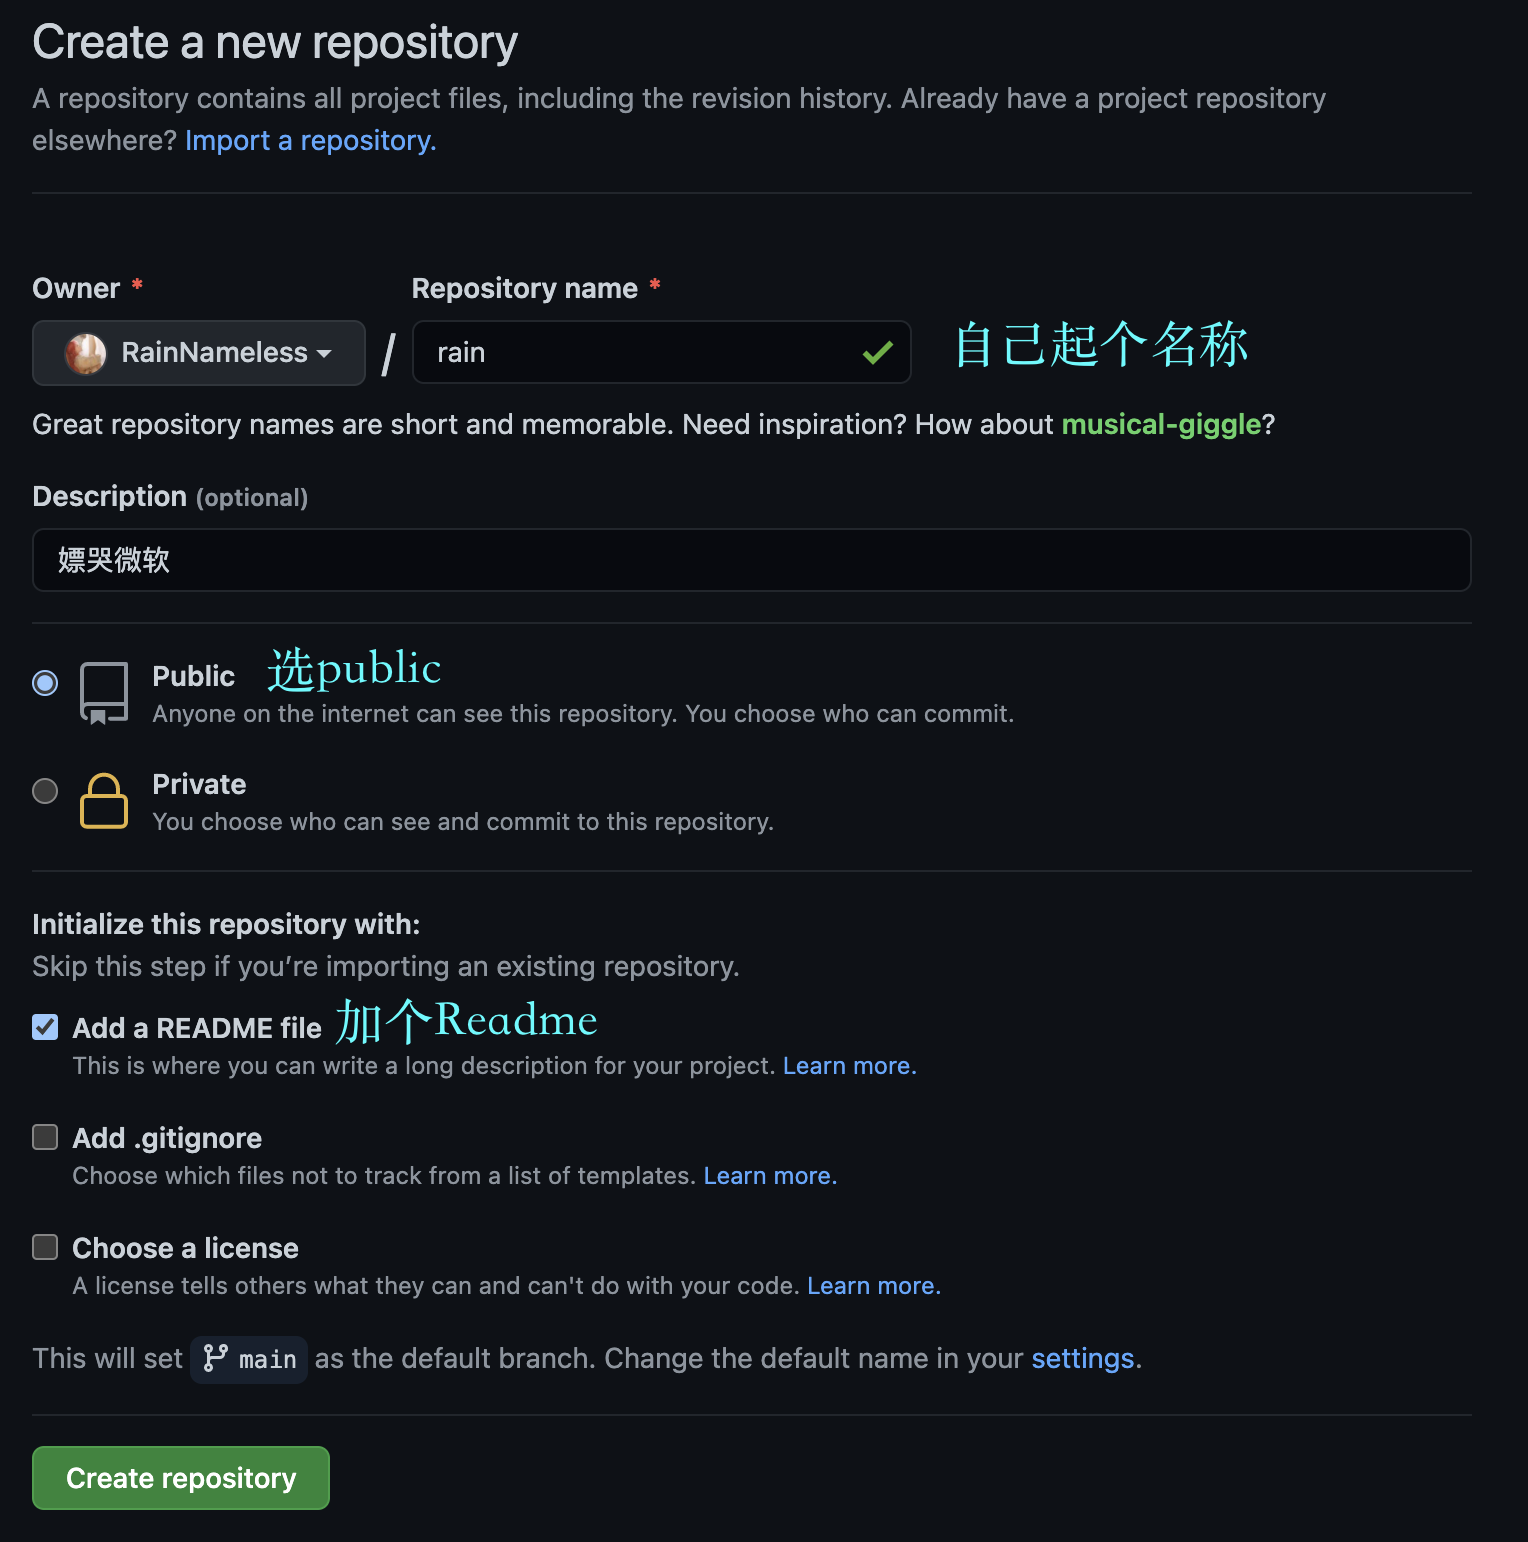 Create a new repository
A repository contains all project files, including the revision history. Already have a project repository
elsewhere? Import a repository.
Owner * Repository name *
RainNameless / rain 自己起个名称
Great repository names are short and memorable. Need inspiration? How about musical-giggle?
Description (optional)
嫖哭微软
Public 选public
Anyone on the internet can see this repository. You choose who can commit.
Private
You choose who can see and commit to this repository.
Initialize this repository with:
Skip this step if you’re importing an existing repository.
Add a README file 加个Readme
This is where you can write a long description for your project. Learn more.
Add .gitignore
Choose which files not to track from a list of templates. Learn more.
Choose a license
A license tells others what they can and can't do with your code. Learn more.
This will set main as the default branch. Change the default name in your settings.
Create repository